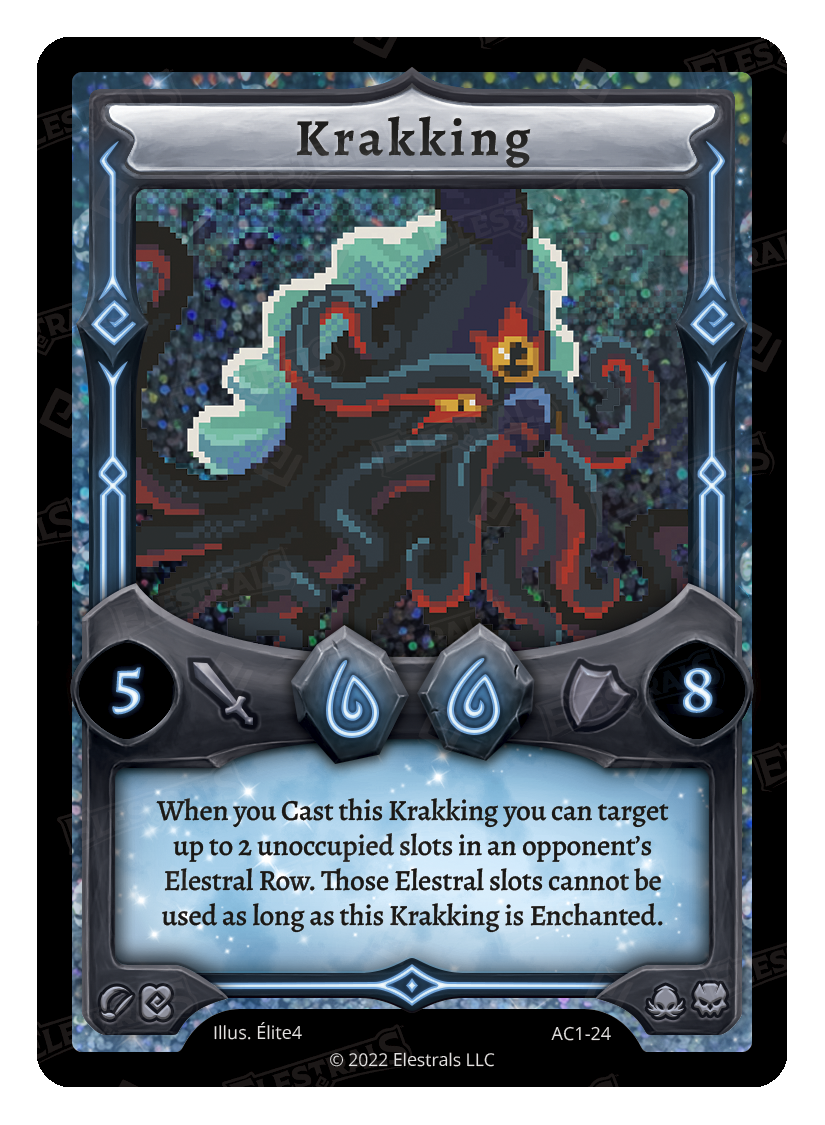 Krakking
5
8
When you Cast this Krakking you can target
up to 2 unoccupied slots in an opponent's
Elestral Row. Those Elestral slots cannot be
used as long as this Krakking is Enchanted.
Illus. Élite4
AC1-24
© 2022 Elestrals LLC
ELESTRALS